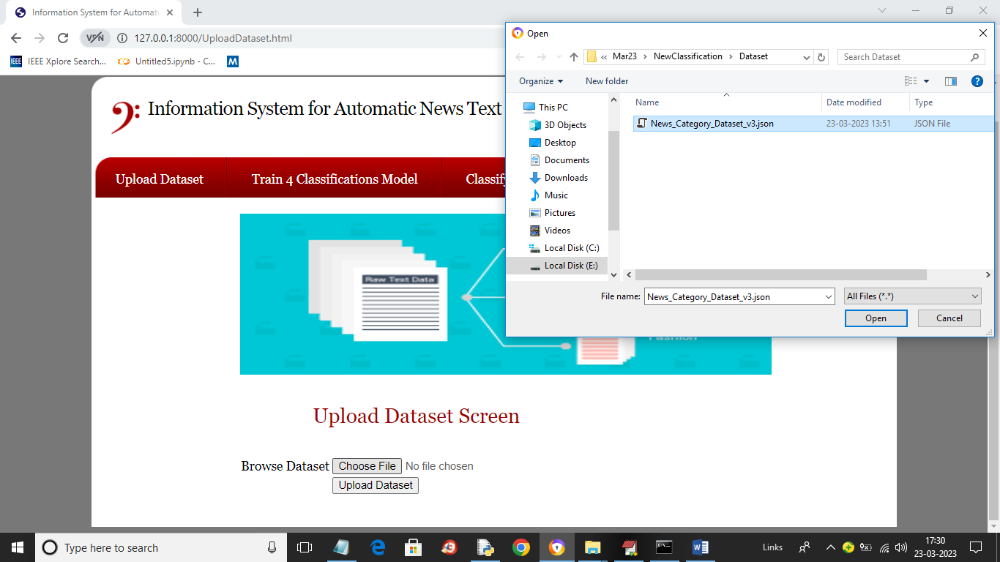 Information System for Automati
127.0.0.1:8000/UploadDataset.html
IEEE
IEEE Xplore Search...
Untitled5.ipynb - C...
M
Information System for Automatic News Text
Upload Dataset
Train 4 Classifications Model
Classify
Raw Text Data
Upload Dataset Screen
Browse Dataset Choose File No file chosen
Upload Dataset
Open
« Mar23 > NewClassification > Dataset
Search Dataset
Organize
New folder
?
This PC
3D Objects
Desktop
Documents
Downloads
Music
Pictures
Videos
Local Disk (C:)
Local Disk (E:)
Name Date modified Type
News_Category_Dataset_v3.json 23-03-2023 13:51 JSON File
File name: News_Category_Dataset_v3.json All Files (*.*)
Open Cancel
Type here to search
Links
17:30
23-03-2023